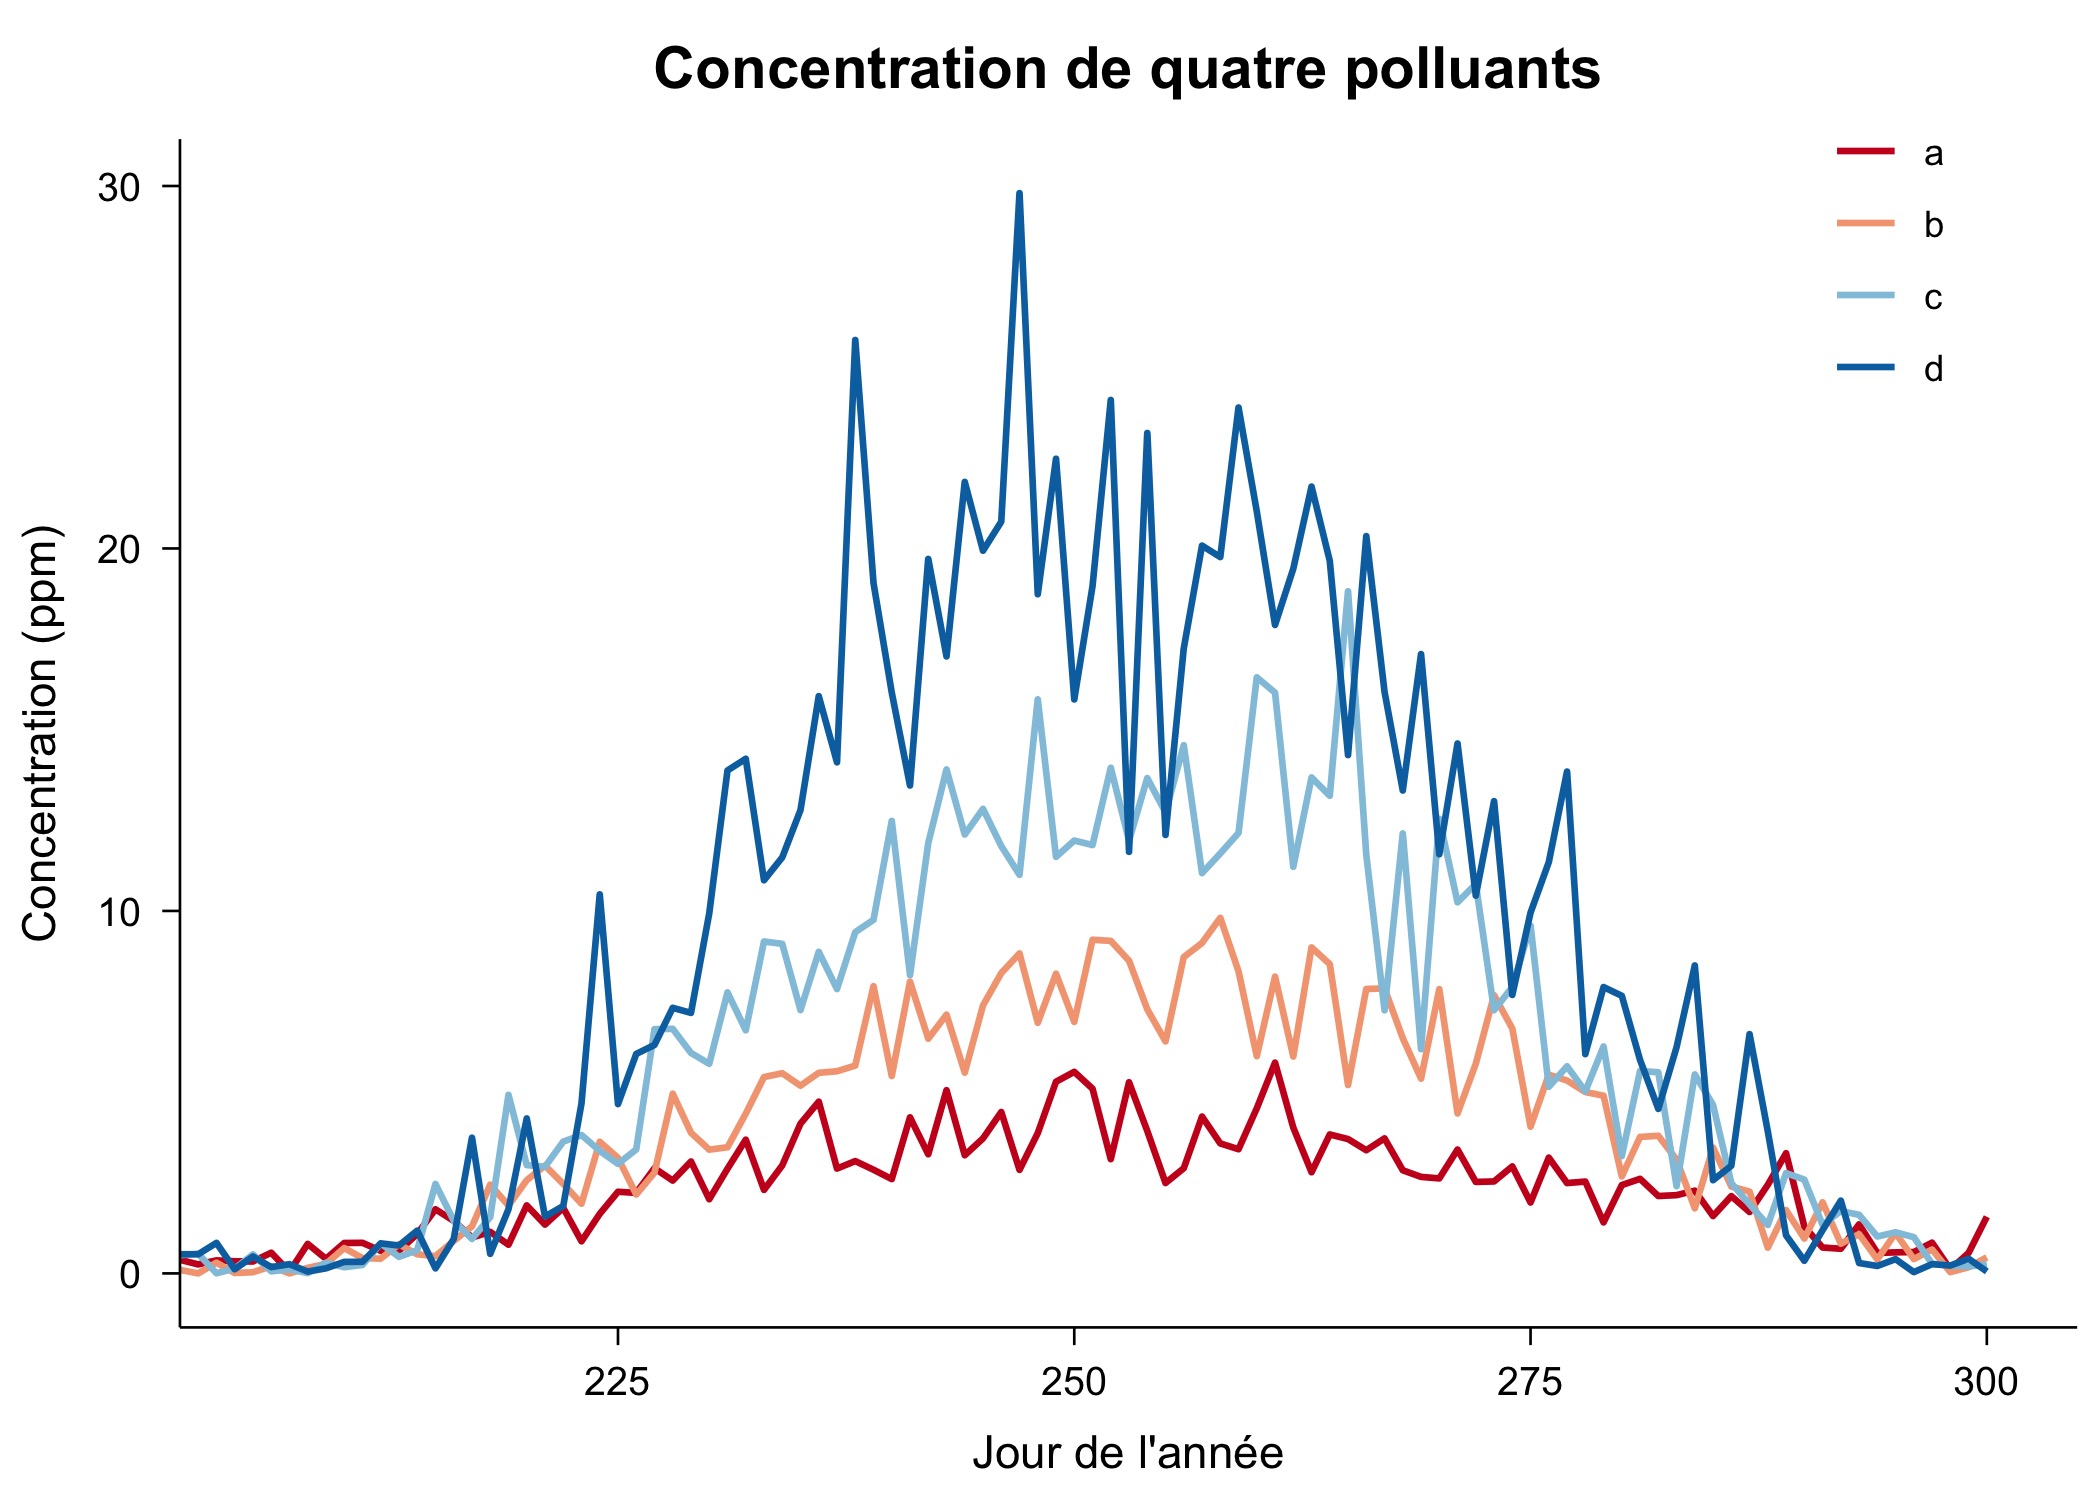 Concentration de quatre polluants
a
b
c
d
30
20
10
0
Concentration (ppm)
225 250 275 300
Jour de l'année